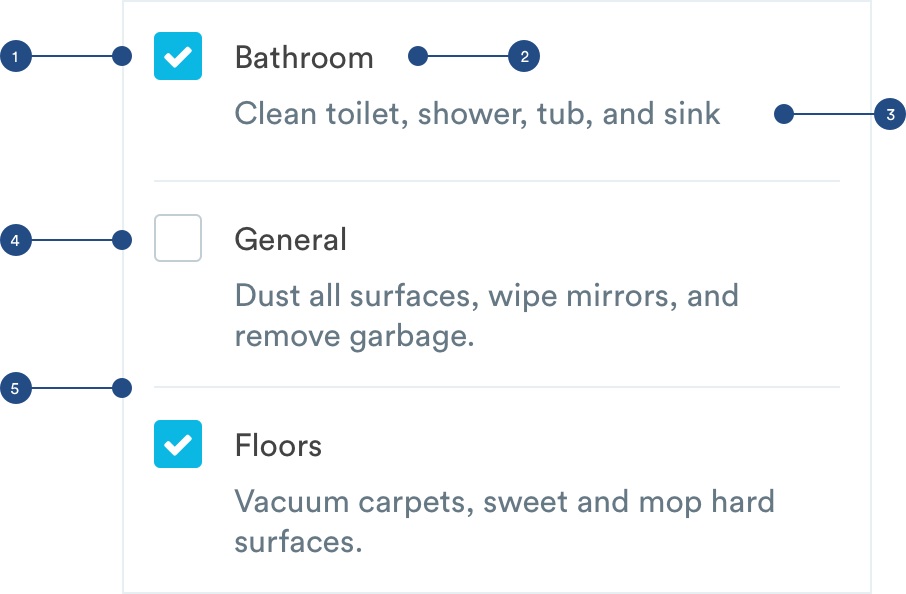 1
Bathroom
2
Clean toilet, shower, tub, and sink
3
4
General
Dust all surfaces, wipe mirrors, and
remove garbage.
5
Floors
Vacuum carpets, sweet and mop hard
surfaces.